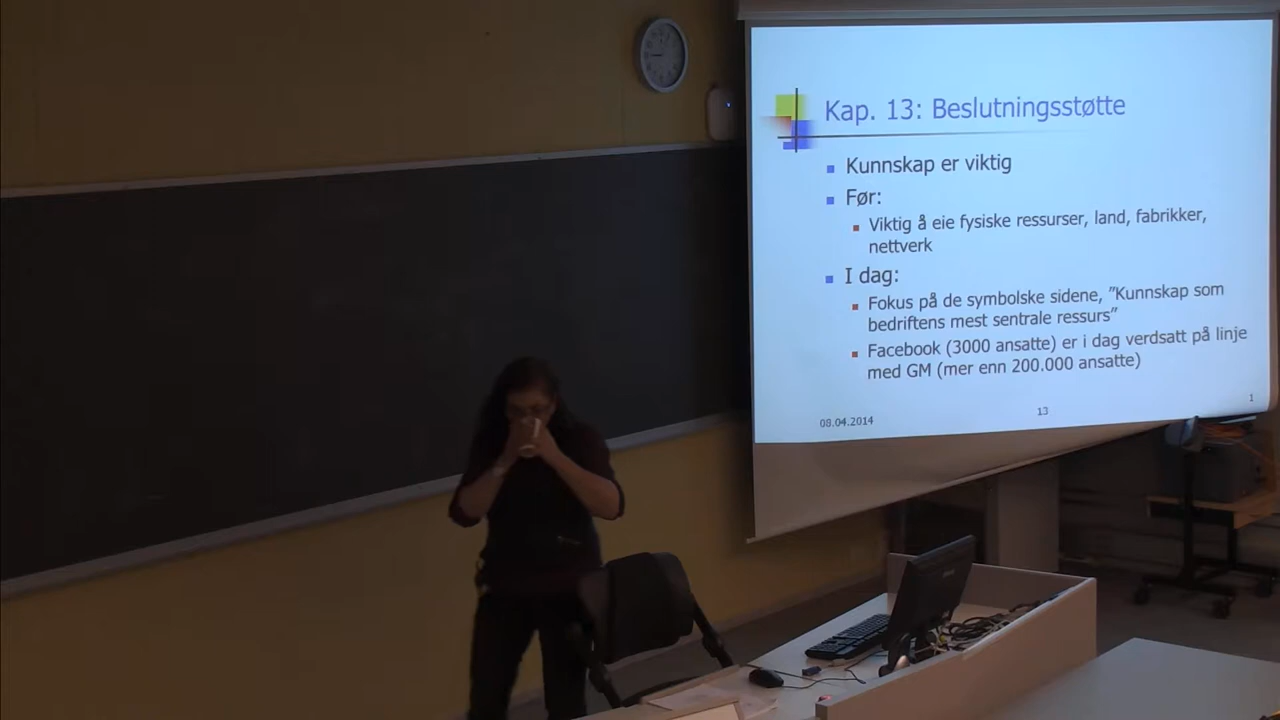 Kap. 13: Beslutningsstøtte
Kunnskap er viktig
Før:
Viktig å eie fysiske ressurser, land, fabrikker,
nettverk
I dag:
Fokus på de symbolske sidene, ”Kunnskap som
bedriftens mest sentrale ressurs”
Facebook (3000 ansatte) er i dag verdsatt på linje
med GM (mer enn 200.000 ansatte)
08.04.2014
13
1